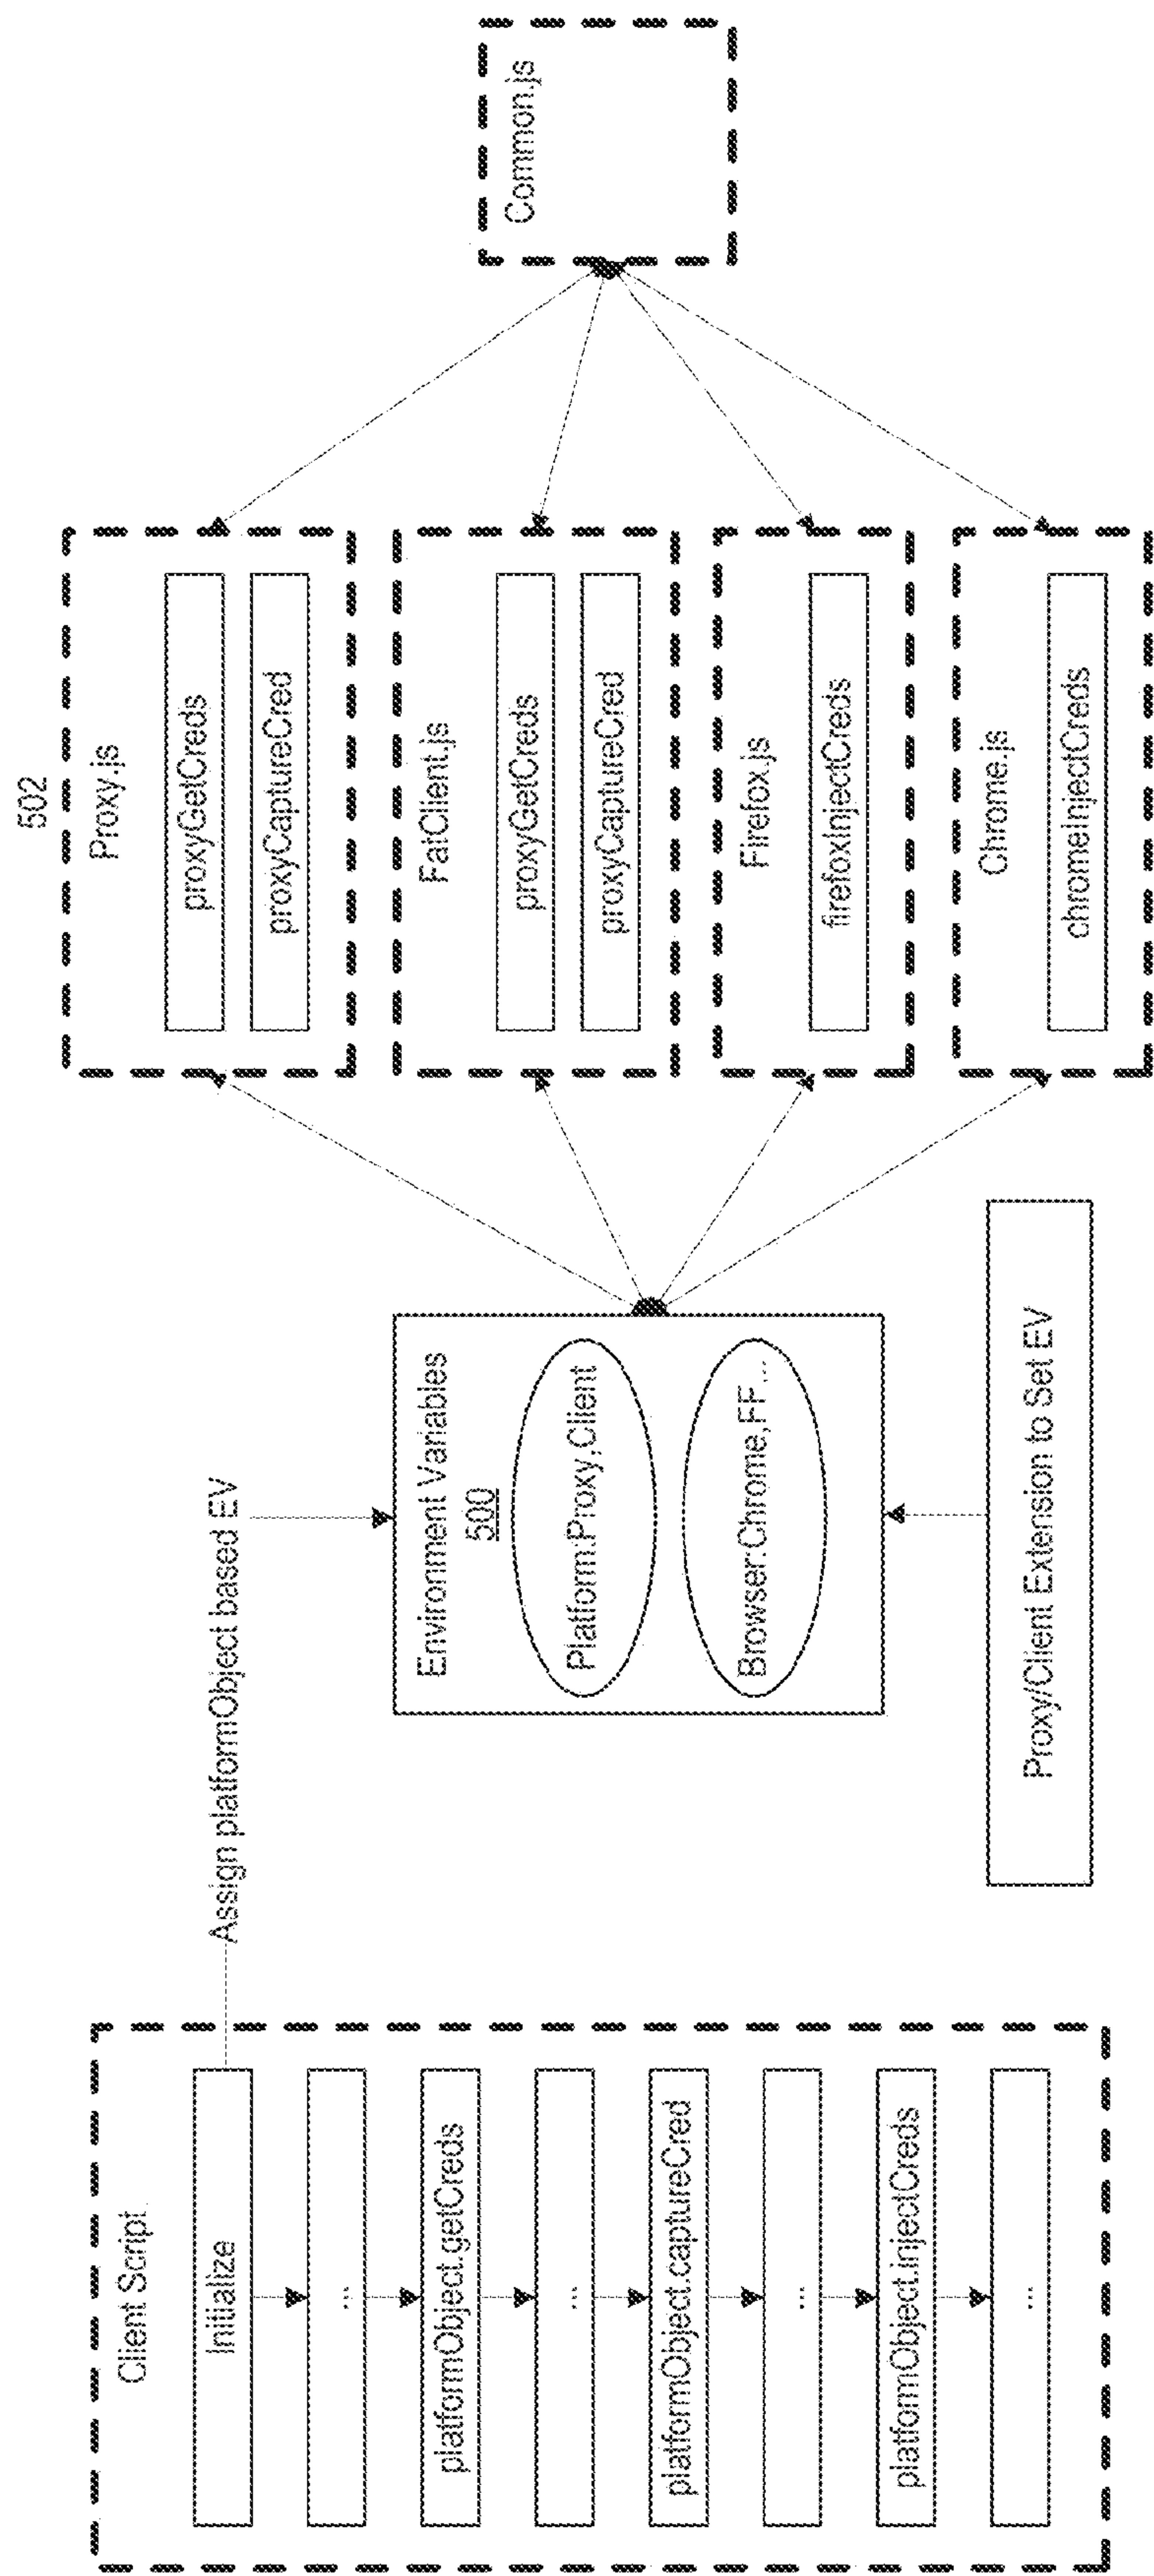 Client Script
Initialize
...
platformObject.getCreds
...
platformObject.captureCred
...
platformObject.injectCreds
...
Assign platformObject based EV
Environment Variables
500
Platform:Proxy,Client
Browser:Chrome,FF...
Proxy/Client Extension to Set EV
502
Proxy.js
proxyGetCreds
proxyCaptureCred
FatClient.js
proxyGetCreds
proxyCaptureCred
Firefox.js
firefoxInjectCreds
Chrome.js
chromeInjectCreds
Common.js